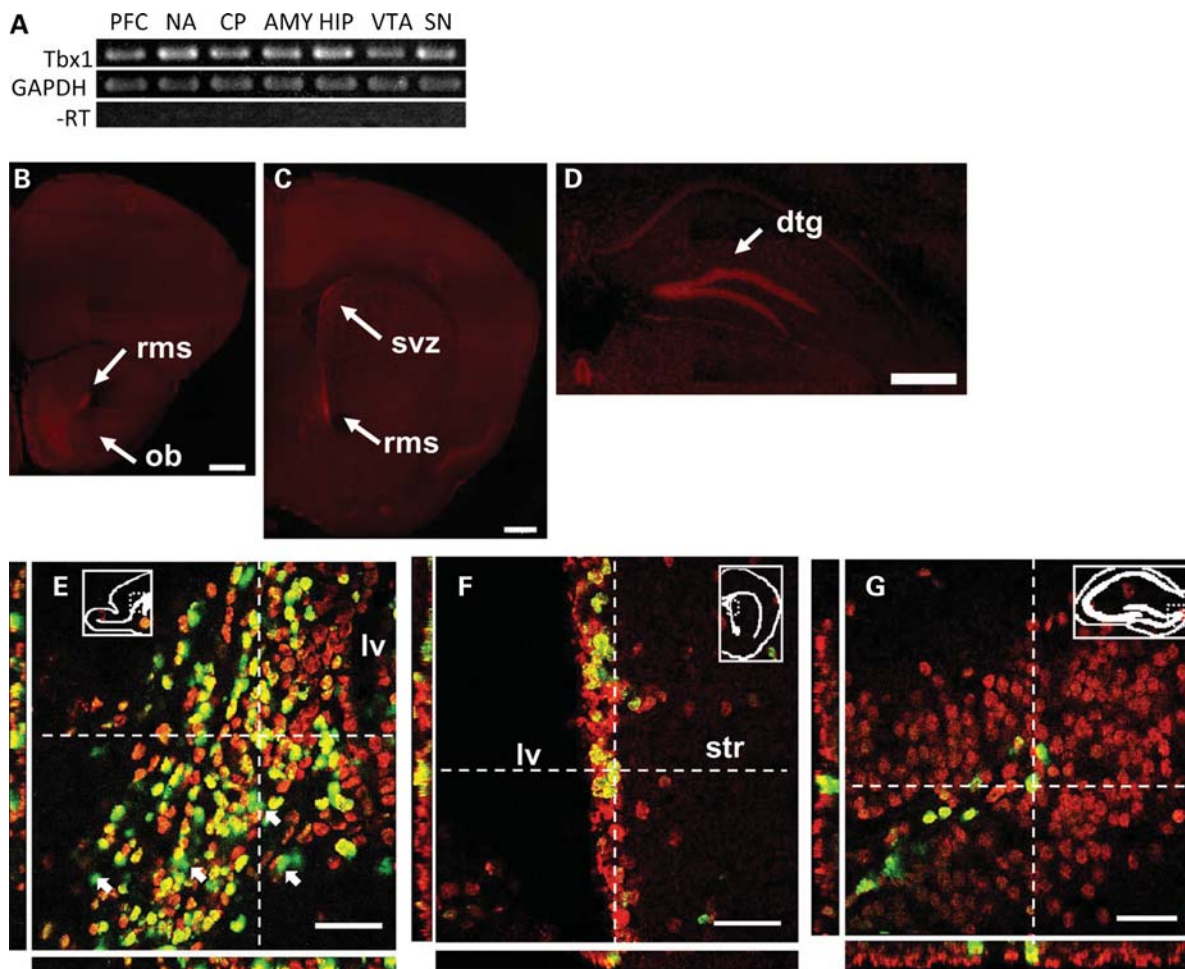 A
PFC NA CP AMY HIP VTA SN
Tbx1
GAPDH
-RT
B
rms
ob
C
svz
rms
D
dtg
E
lv
F
lv
str
G